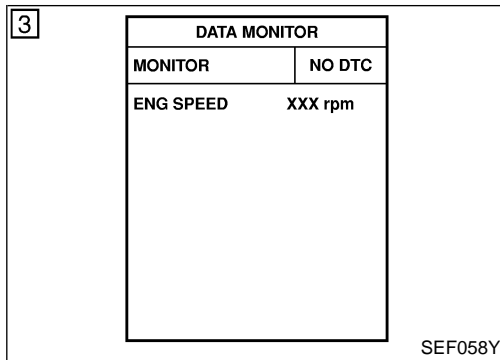 3
DATA MONITOR
MONITOR NO DTC
ENG SPEED XXX rpm
SEF058Y